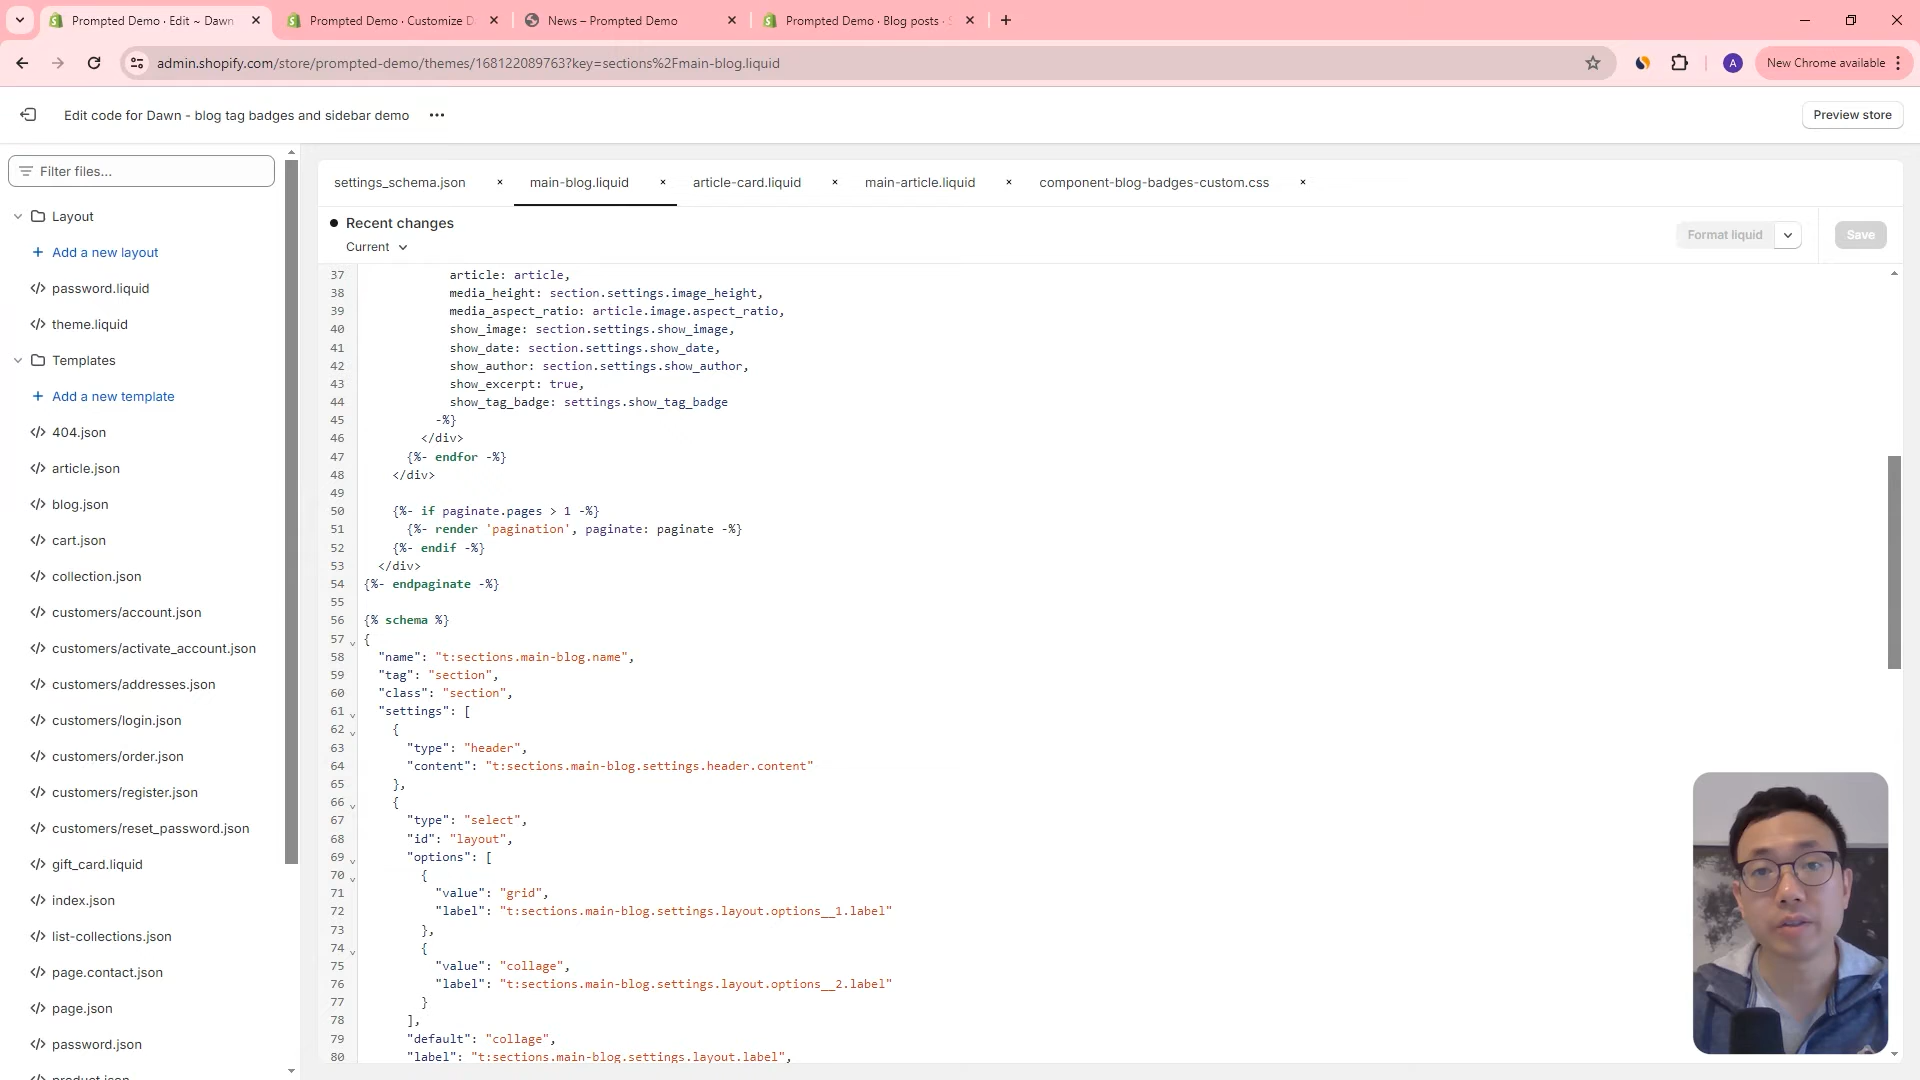 Prompted Demo · Edit ~ Dawn
Prompted Demo · Customize D
News – Prompted Demo
Prompted Demo · Blog posts ·
admin.shopify.com/store/prompted-demo/themes/168122089763?key=sections%2Fmain-blog.liquid
A
New Chrome available
Edit code for Dawn - blog tag badges and sidebar demo
Preview store
Filter files...
Layout
Add a new layout
password.liquid
theme.liquid
Templates
Add a new template
404.json
article.json
blog.json
cart.json
collection.json
customers/account.json
customers/activate_account.json
customers/addresses.json
customers/login.json
customers/order.json
customers/register.json
customers/reset_password.json
gift_card.liquid
index.json
list-collections.json
page.contact.json
page.json
password.json
product.json
settings_schema.json
main-blog.liquid
article-card.liquid
main-article.liquid
component-blog-badges-custom.css
Recent changes
Current
Format liquid
Save
37 article: article,
38 media_height: section.settings.image_height,
39 media_aspect_ratio: article.image.aspect_ratio,
40 show_image: section.settings.show_image,
41 show_date: section.settings.show_date,
42 show_author: section.settings.show_author,
43 show_excerpt: true,
44 show_tag_badge: settings.show_tag_badge
45 -%}
46 </div>
47 {%- endfor -%}
48 </div>
49
50 {%- if paginate.pages > 1 -%}
51 {%- render 'pagination', paginate: paginate -%}
52 {%- endif -%}
53 </div>
54 {%- endpaginate -%}
55
56 {% schema %}
57 {
58 "name": "t:sections.main-blog.name",
59 "tag": "section",
60 "class": "section",
61 "settings": [
62 {
63 "type": "header",
64 "content": "t:sections.main-blog.settings.header.content"
65 },
66 {
67 "type": "select",
68 "id": "layout",
69 "options": [
70 {
71 "value": "grid",
72 "label": "t:sections.main-blog.settings.layout.options__1.label"
73 },
74 {
75 "value": "collage",
76 "label": "t:sections.main-blog.settings.layout.options__2.label"
77 }
78 ],
79 "default": "collage",
80 "label": "t:sections.main-blog.settings.layout.label",